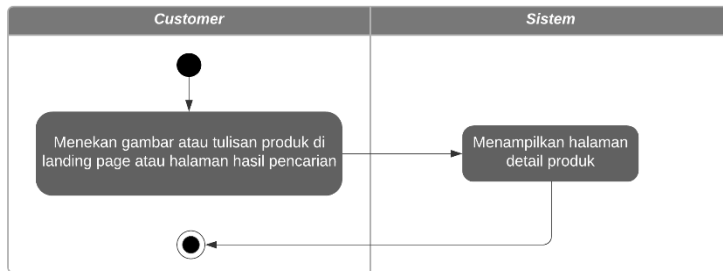 Customer
Sistem
Menekan gambar atau tulisan produk di
landing page atau halaman hasil pencarian
Menampilkan halaman
detail produk